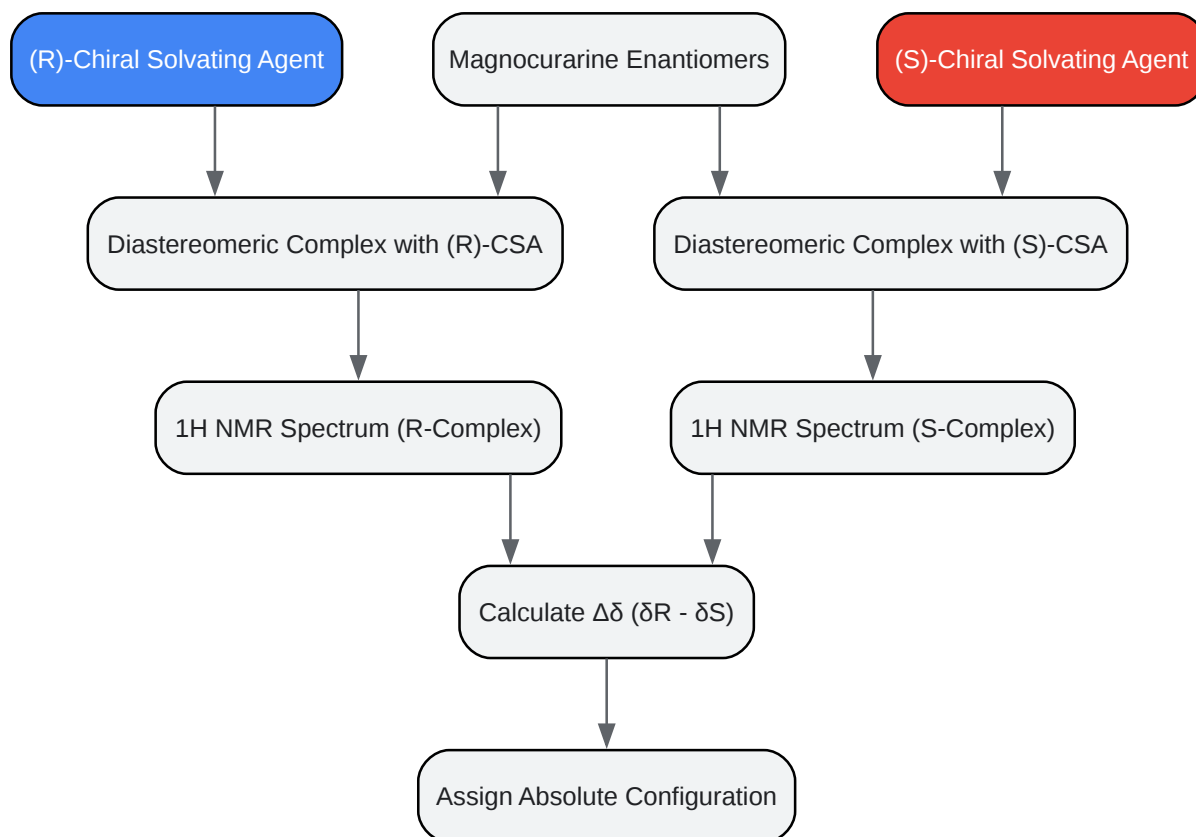 (R)-Chiral Solvating Agent
Magnocurarine Enantiomers
(S)-Chiral Solvating Agent
Diastereomeric Complex with (R)-CSA
Diastereomeric Complex with (S)-CSA
1H NMR Spectrum (R-Complex)
1H NMR Spectrum (S-Complex)
Calculate Δδ (δR - δS)
Assign Absolute Configuration